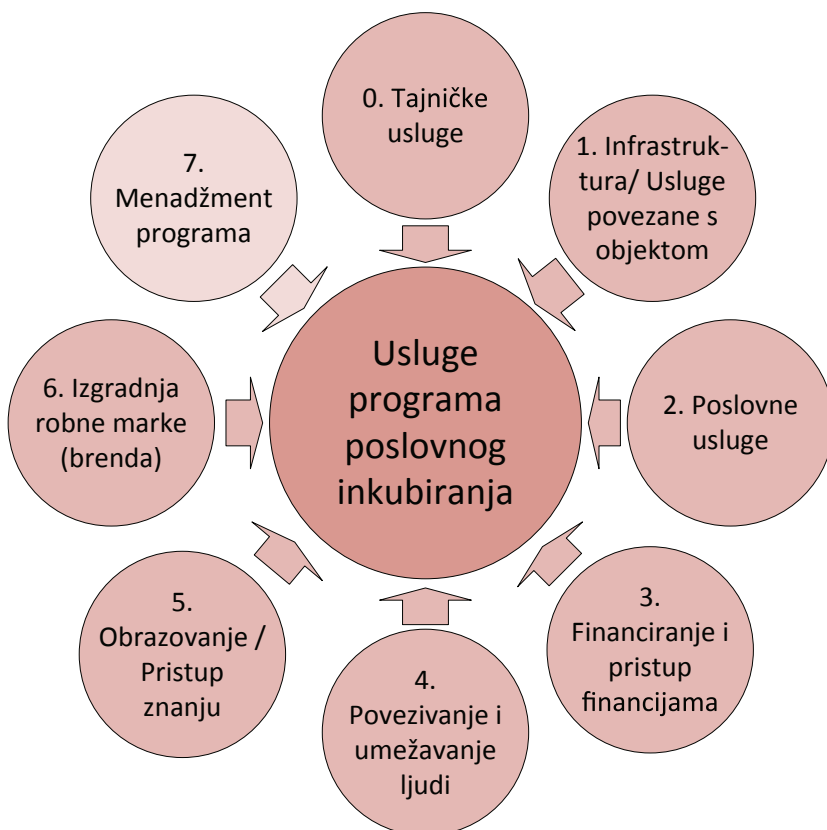 0. Tajničke
usluge
1. Infrastruk-
tura/ Usluge
povezane s
objektom
2. Poslovne
usluge
3.
Financiranje i
pristup
financijama
4.
Povezivanje i
umežavanje
ljudi
5.
Obrazovanje /
Pristup
znanju
6. Izgradnja
robne marke
(brenda)
7.
Menadžment
programa
Usluge
programa
poslovnog
inkubiranja